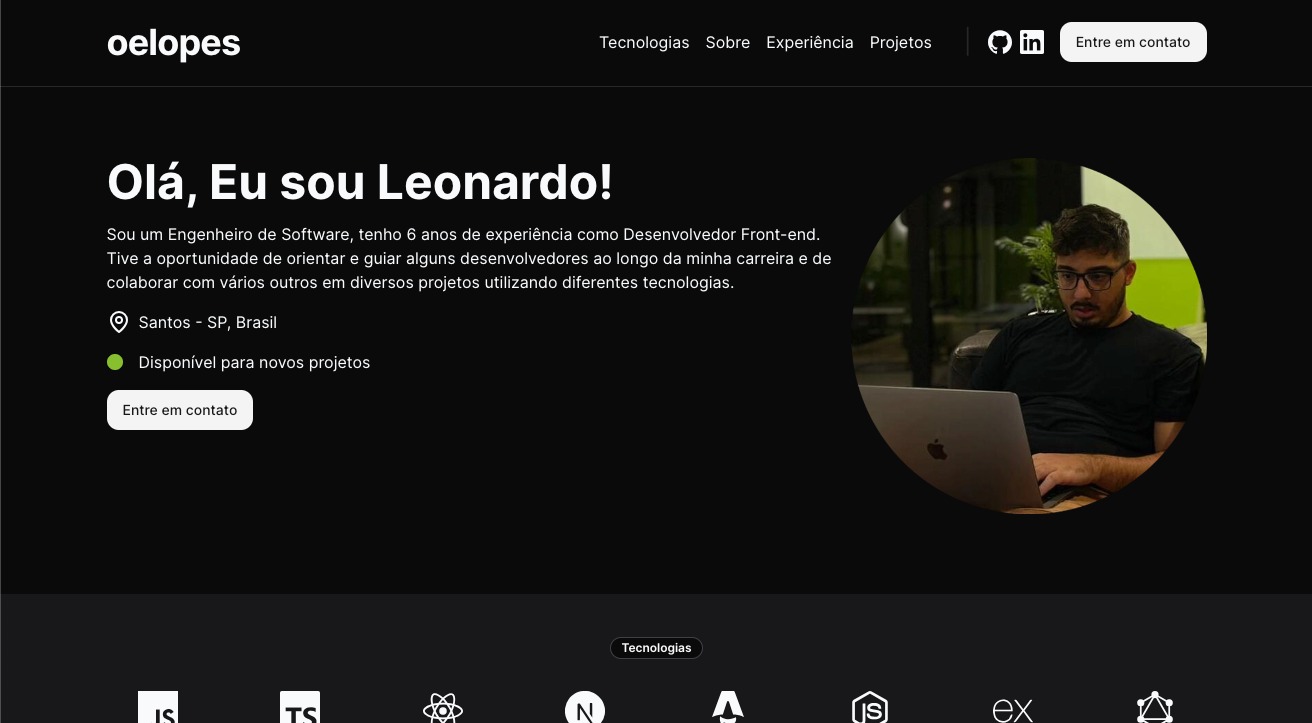 oelopes
Tecnologias Sobre Experiência Projetos
in
Entre em contato
Olá, Eu sou Leonardo!
Sou um Engenheiro de Software, tenho 6 anos de experiência como Desenvolvedor Front-end.
Tive a oportunidade de orientar e guiar alguns desenvolvedores ao longo da minha carreira e de
colaborar com vários outros em diversos projetos utilizando diferentes tecnologias.
Santos - SP, Brasil
Disponível para novos projetos
Entre em contato
Tecnologias
JS TS N JS ex